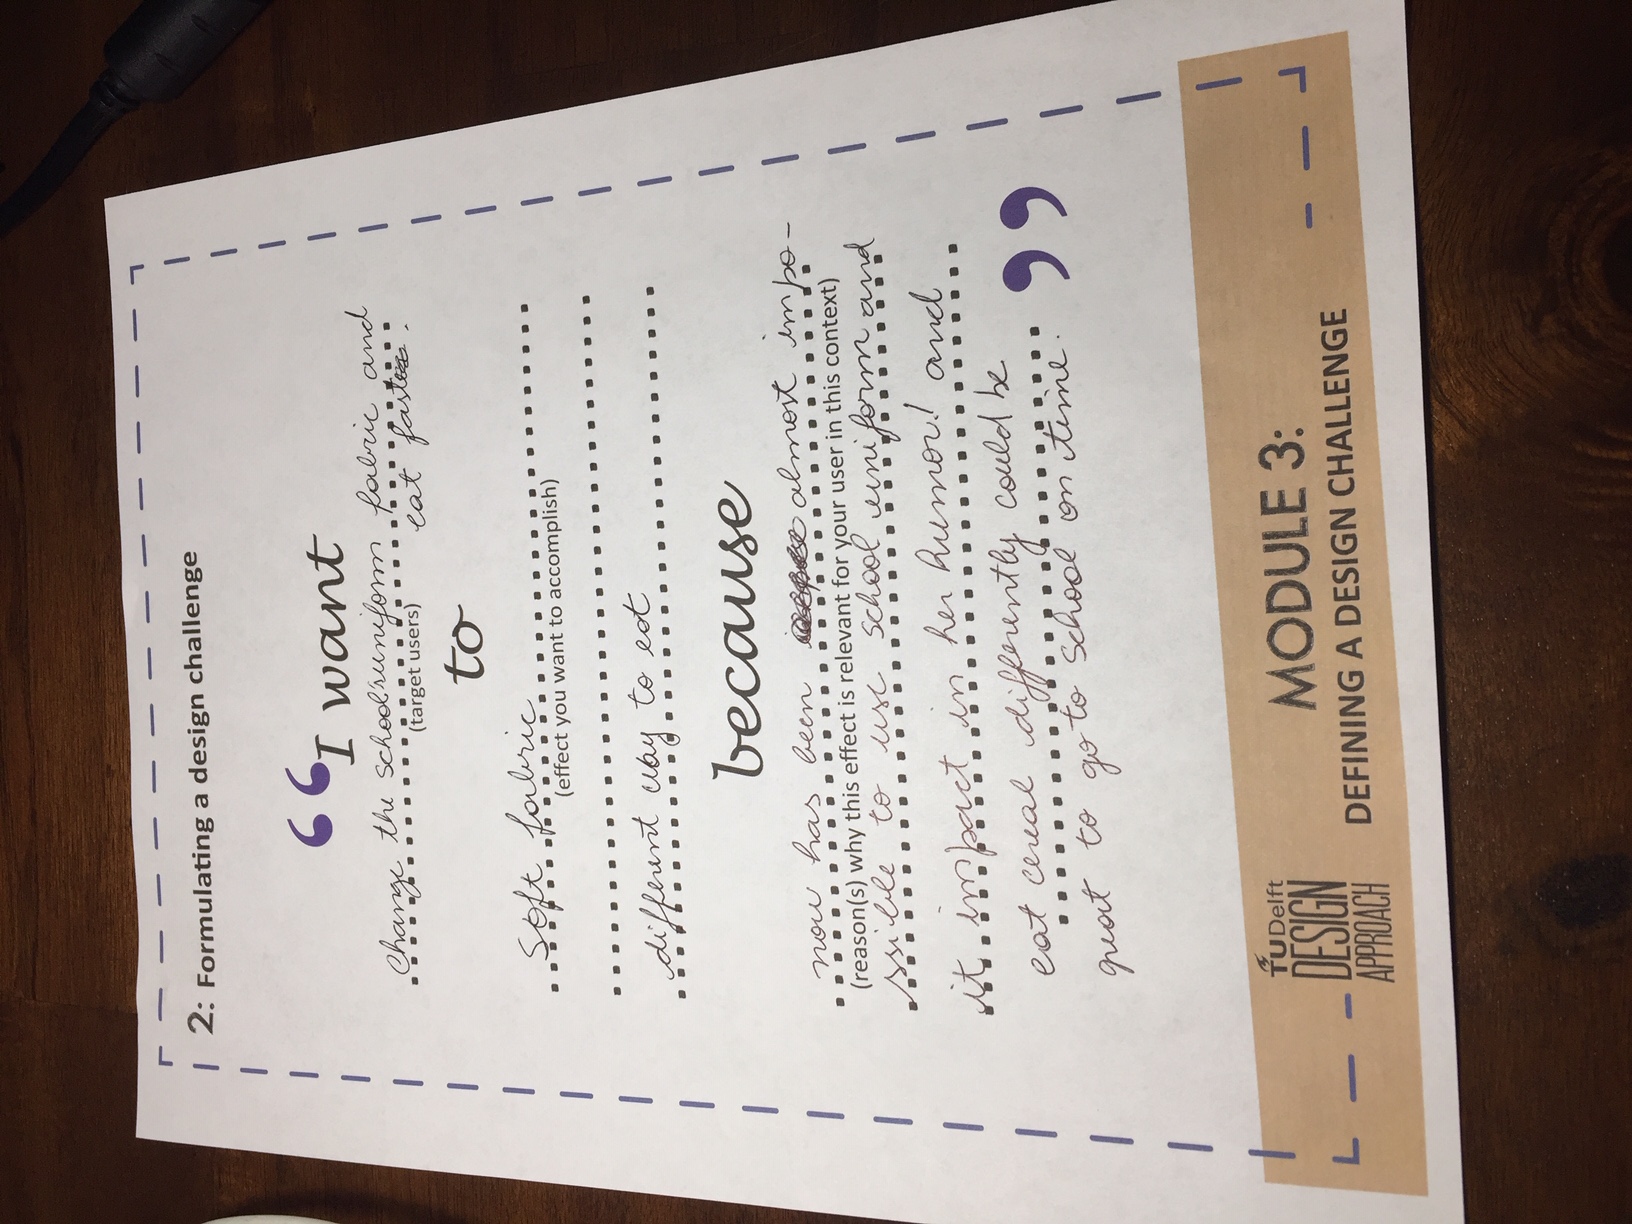 2: Formulating a design challenge
“I want
change the school's uniform fabric and
(target users) eat fast .
to
soft fabric
(effect you want to accomplish)
different way to eat
because
now has been almost impo-
(reason(s) why this effect is relevant for your user in this context)
ssible to use school uniform and
it impact in her humor! and
eat cereal differently could be ”
great to go to school on time.
TU Delft
DESIGN
APPROACH
MODULE 3:
DEFINING A DESIGN CHALLENGE